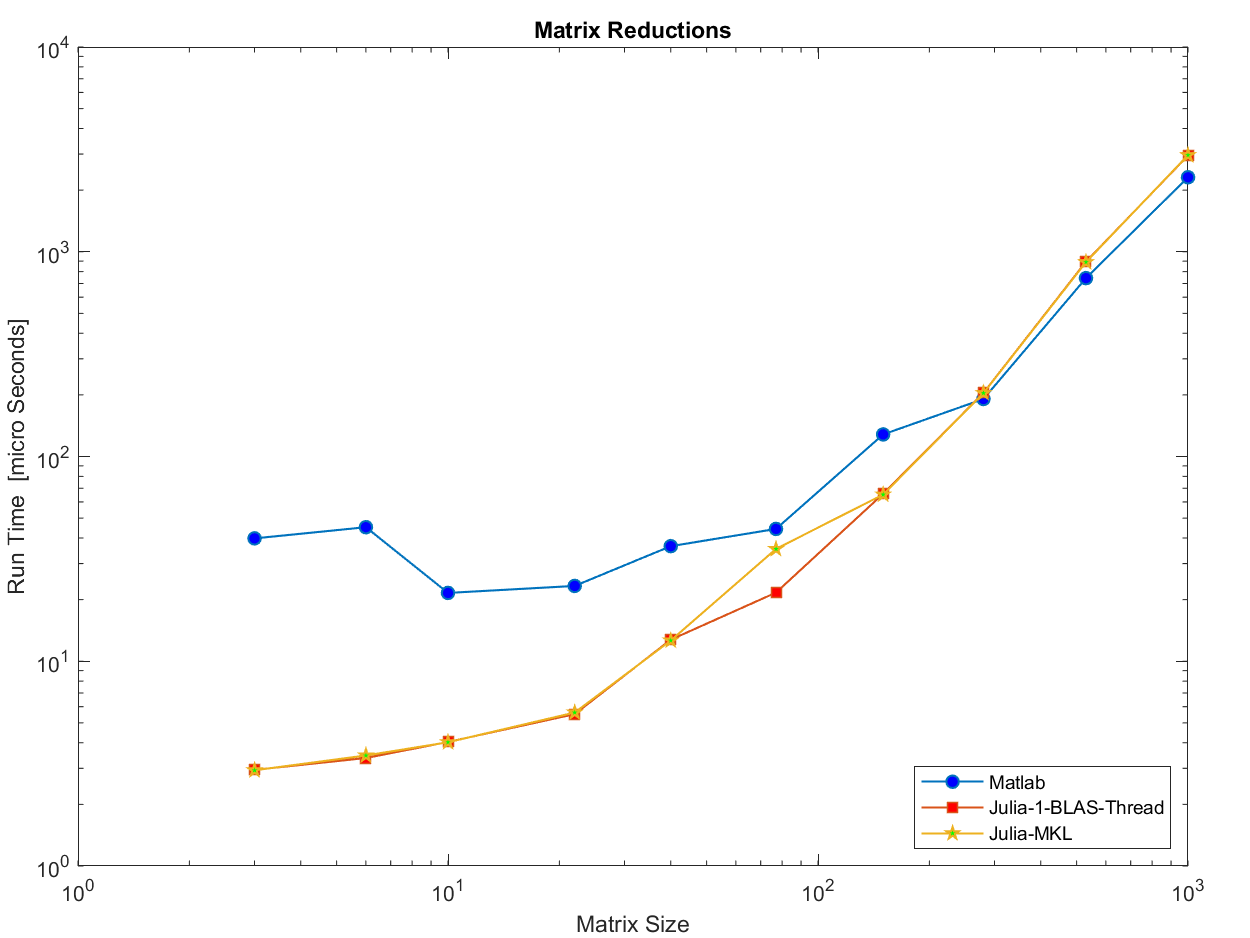 Matrix Reductions
10^4
10^3
10^2
10^1
10^0
Run Time [micro Seconds]
10^0 10^1 10^2 10^3
Matrix Size
Matlab
Julia-1-BLAS-Thread
Julia-MKL